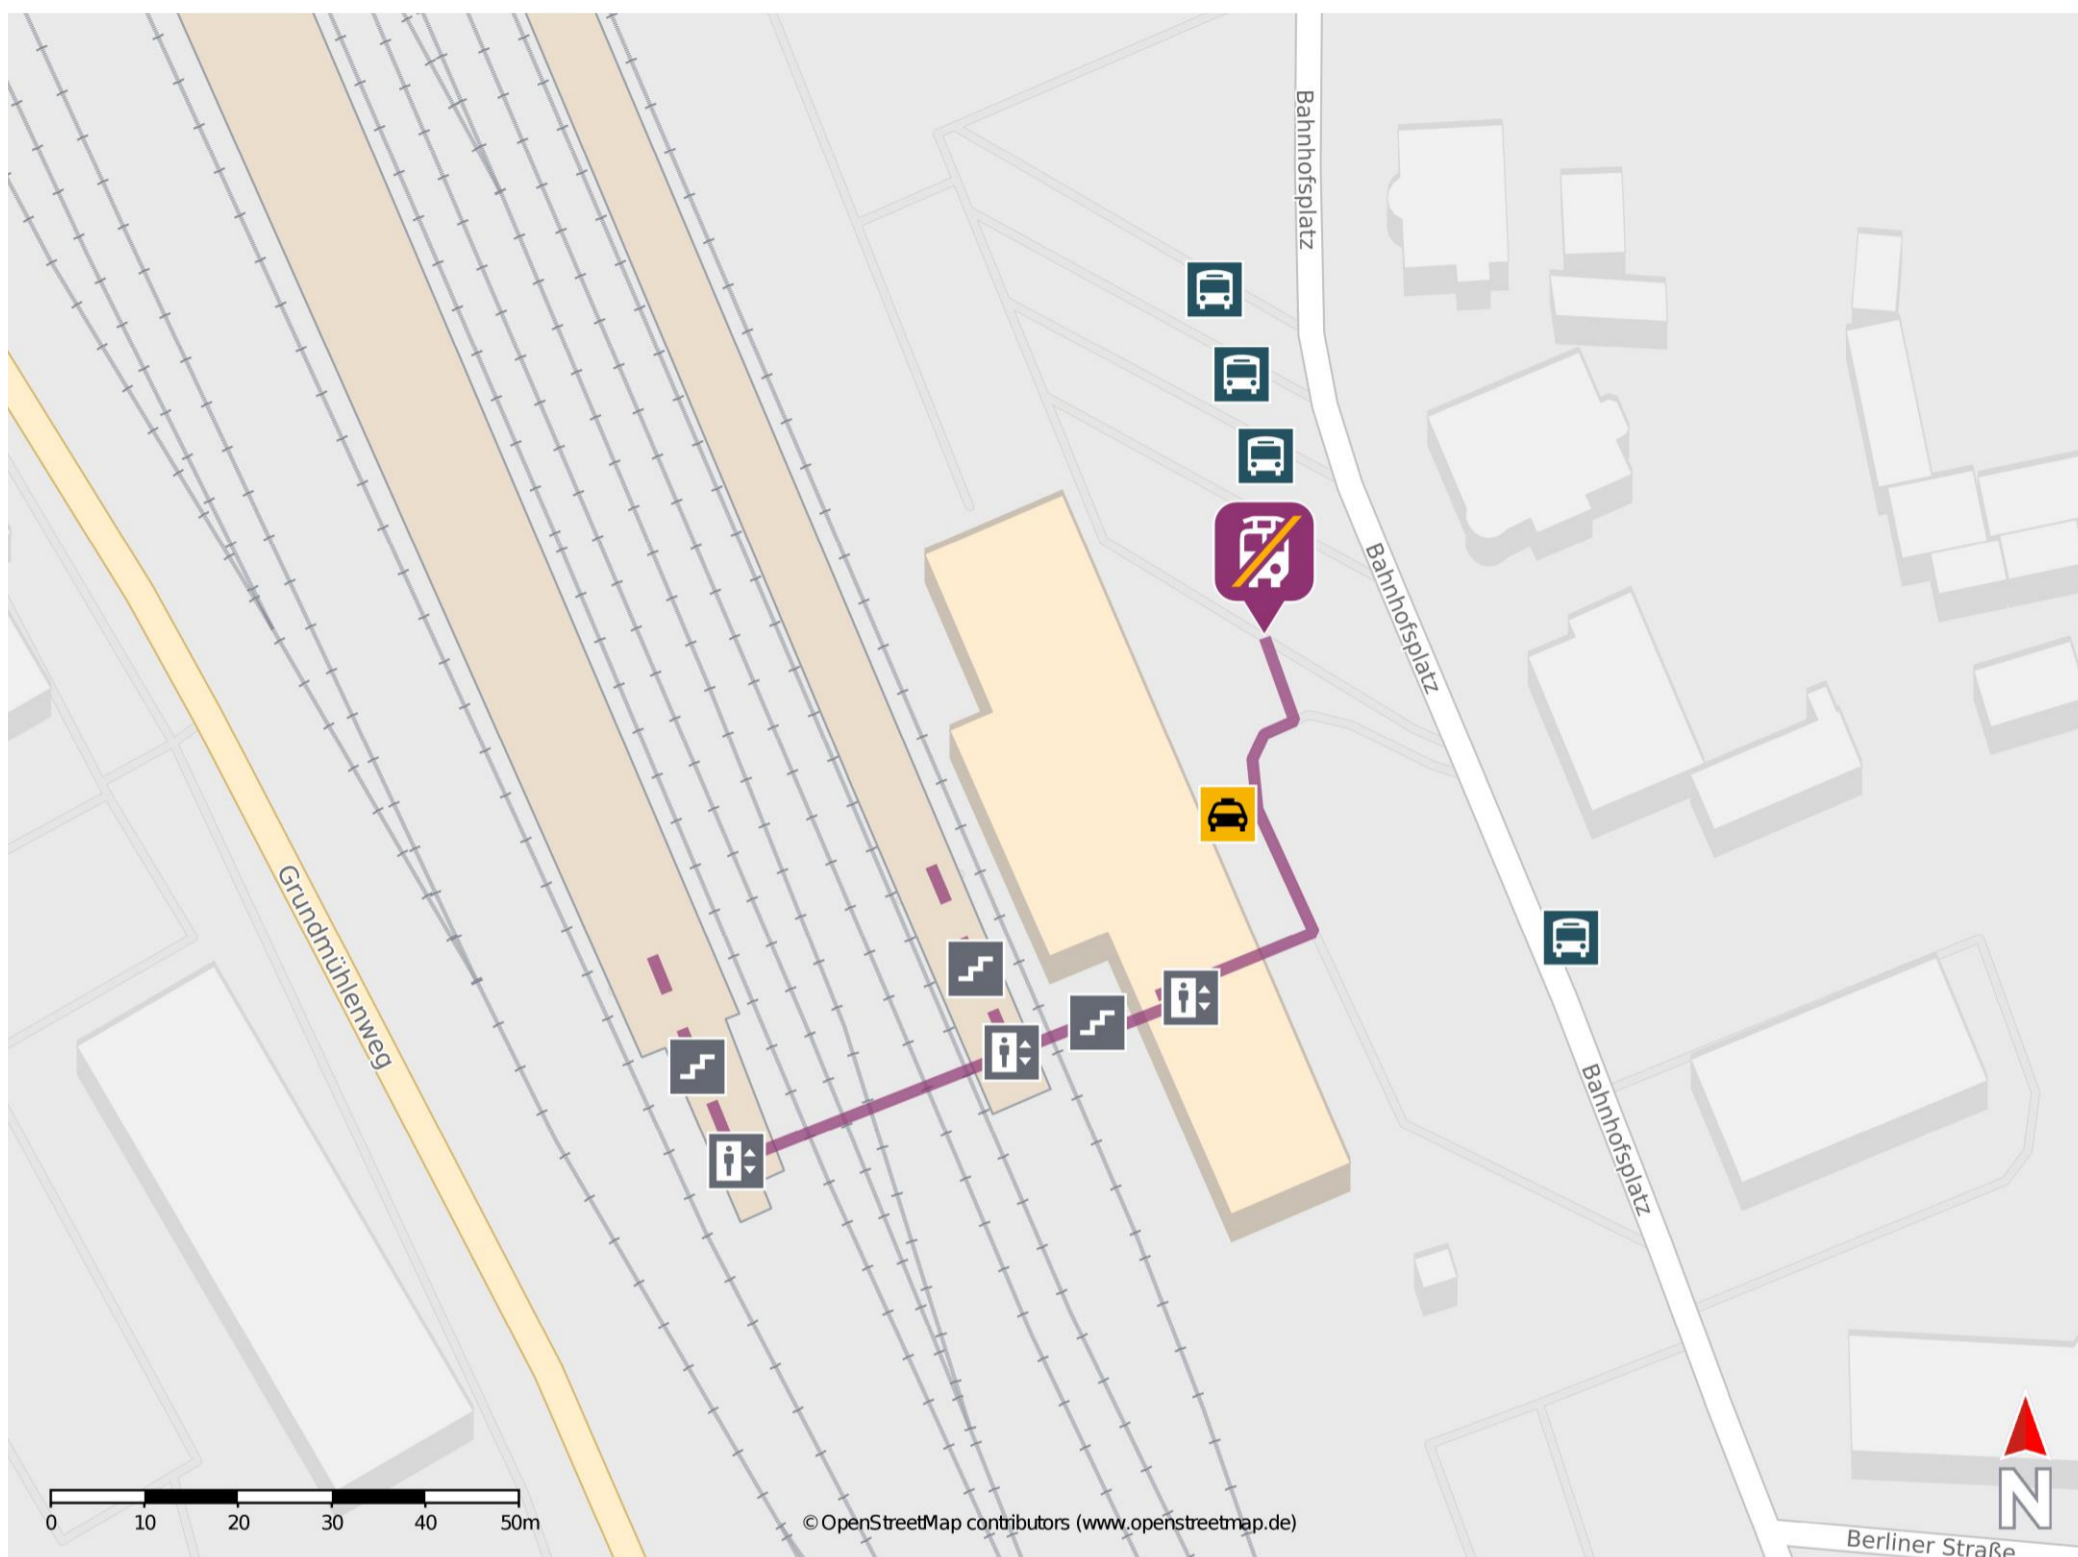 Bahnhofsplatz
Bahnhofsplatz
Grundmühlenweg
Bahnhofsplatz
0 10 20 30 40 50m
© OpenStreetMap contributors (www.openstreetmap.de)
N
Berliner Straße